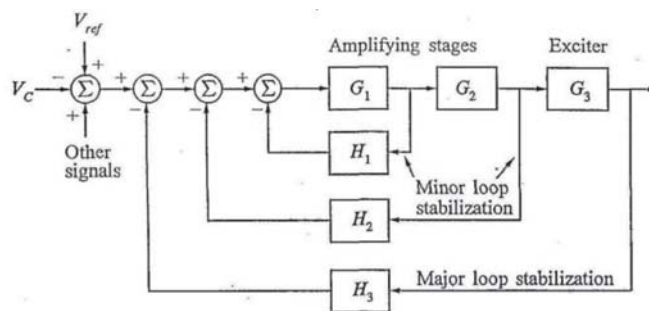 V_ref
Amplifying stages
Exciter
V_C
− + Σ +
+ Σ −
+ Σ −
+ Σ −
G_1
G_2
G_3
Other
signals
H_1
Minor loop
stabilization
H_2
Major loop stabilization
H_3